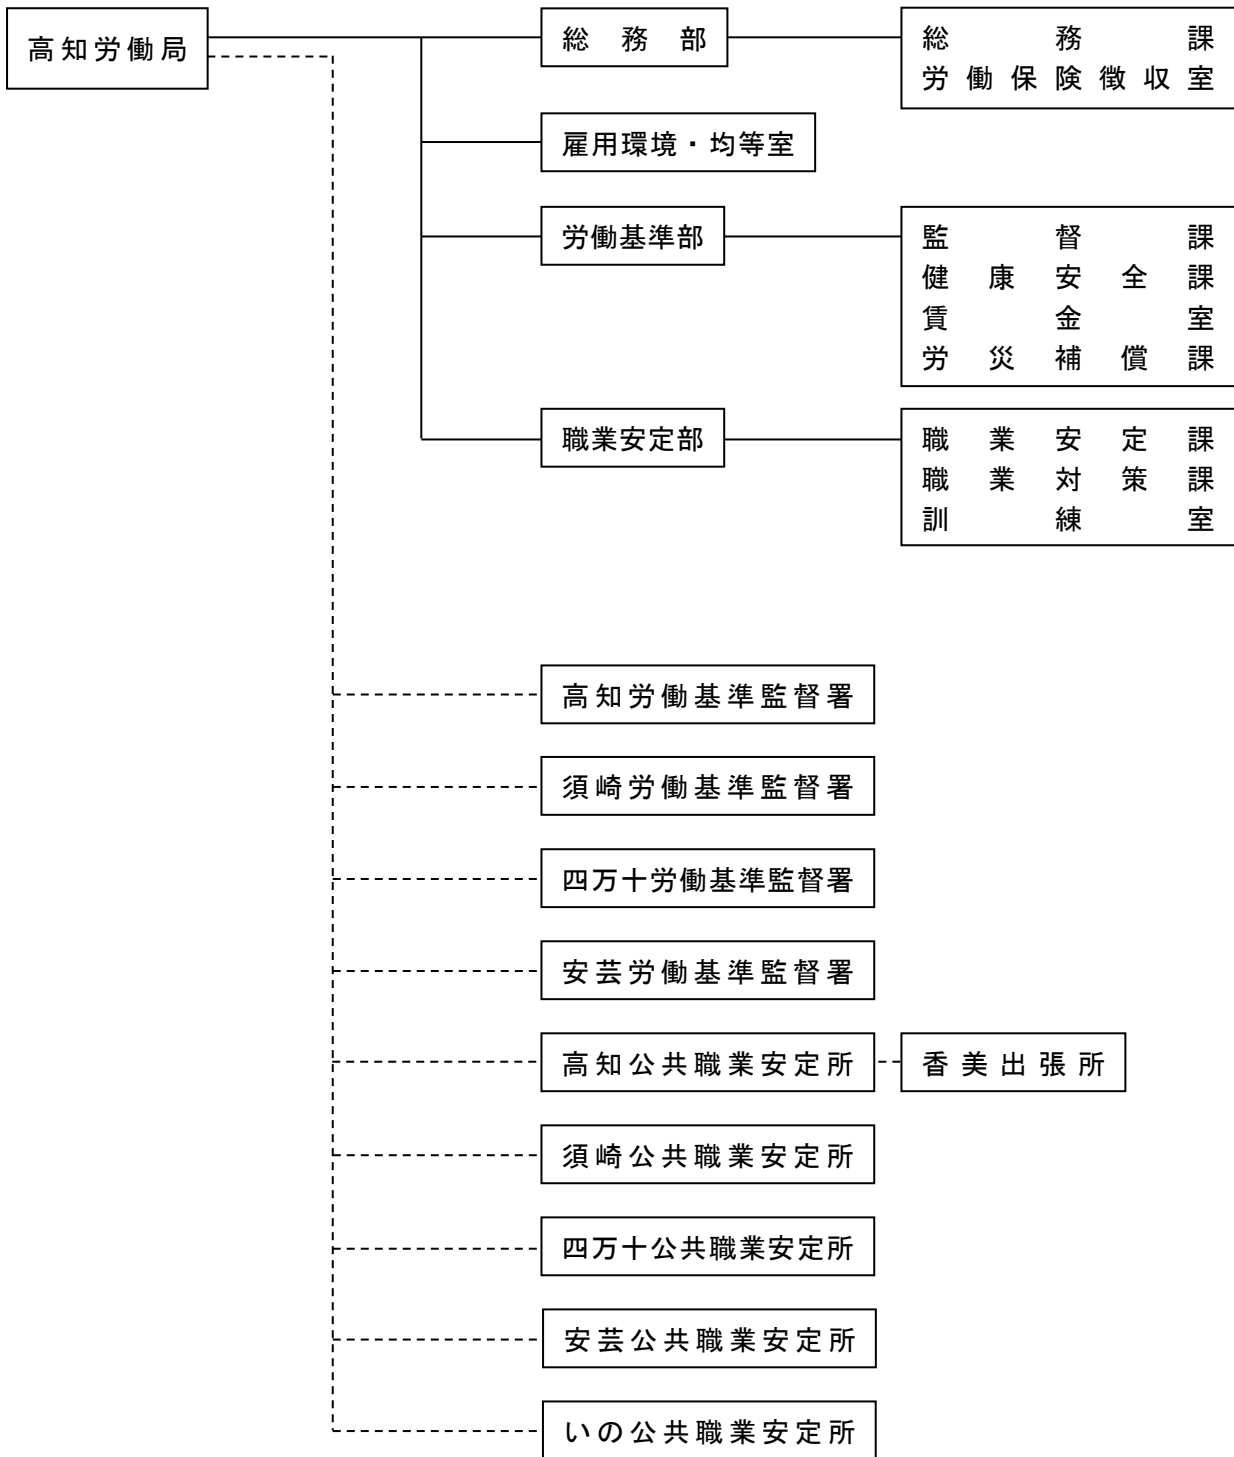 高知労働局
総務部
総務課
労働保険徴収室
雇用環境・均等室
労働基準部
監督課
健康安全課
賃金室
労災補償課
職業安定部
職業安定課
職業対策課
訓練室
高知労働基準監督署
須崎労働基準監督署
四万十労働基準監督署
安芸労働基準監督署
高知公共職業安定所
香美出張所
須崎公共職業安定所
四万十公共職業安定所
安芸公共職業安定所
いの公共職業安定所